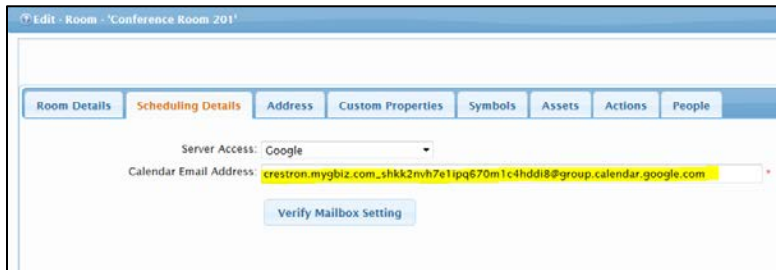 Edit - Room - 'Conference Room 201'
Room Details Scheduling Details Address Custom Properties Symbols Assets Actions People
Server Access: Google
Calendar Email Address: crestron.mygbiz.com_shkk2nvh7e1ipq670m1c4hddi8@group.calendar.google.com *
Verify Mailbox Setting